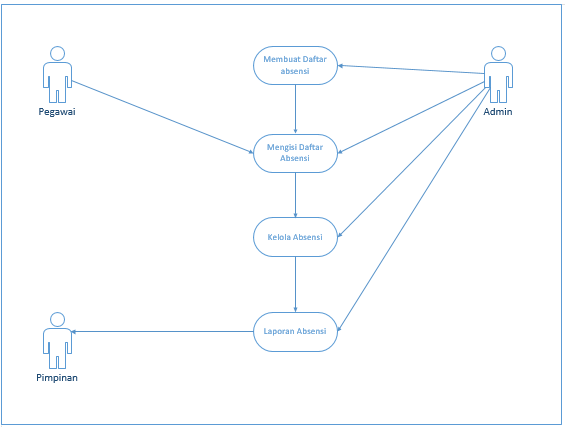 Membuat Daftar
absensi
Pegawai
Admin
Mengisi Daftar
Absensi
Kelola Absensi
Laporan Absensi
Pimpinan